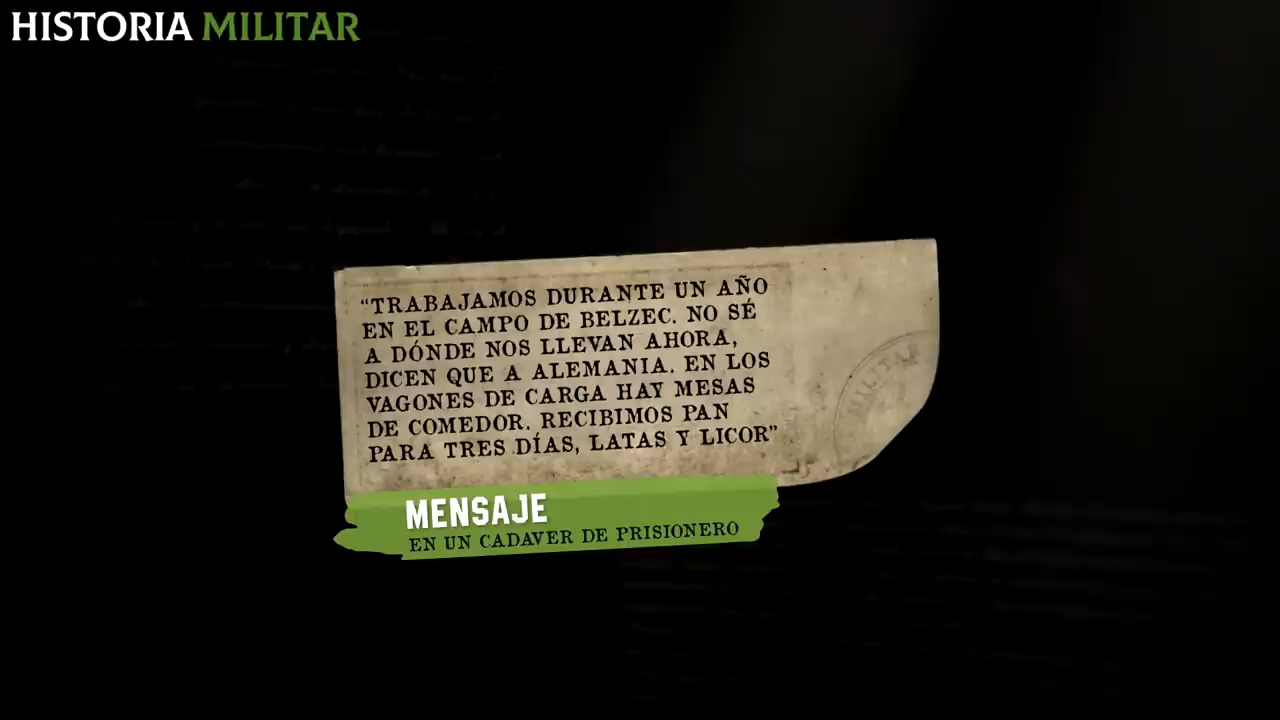 HISTORIA MILITAR
“TRABAJAMOS DURANTE UN AÑO
EN EL CAMPO DE BELZEC. NO SÉ
A DÓNDE NOS LLEVAN AHORA,
DICEN QUE A ALEMANIA. EN LOS
VAGONES DE CARGA HAY MESAS
DE COMEDOR. RECIBIMOS PAN
PARA TRES DÍAS, LATAS Y LICOR”
MILITAR
MENSAJE
EN UN CADAVER DE PRISIONERO